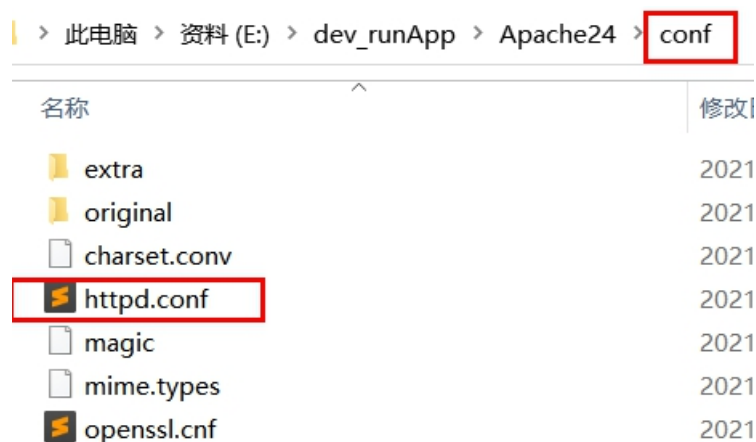 此电脑 > 资料 (E:) > dev_runApp > Apache24 > conf
名称 修改
extra 2021
original 2021
charset.conv 2021
httpd.conf 2021
magic 2021
mime.types 2021
openssl.cnf 2021